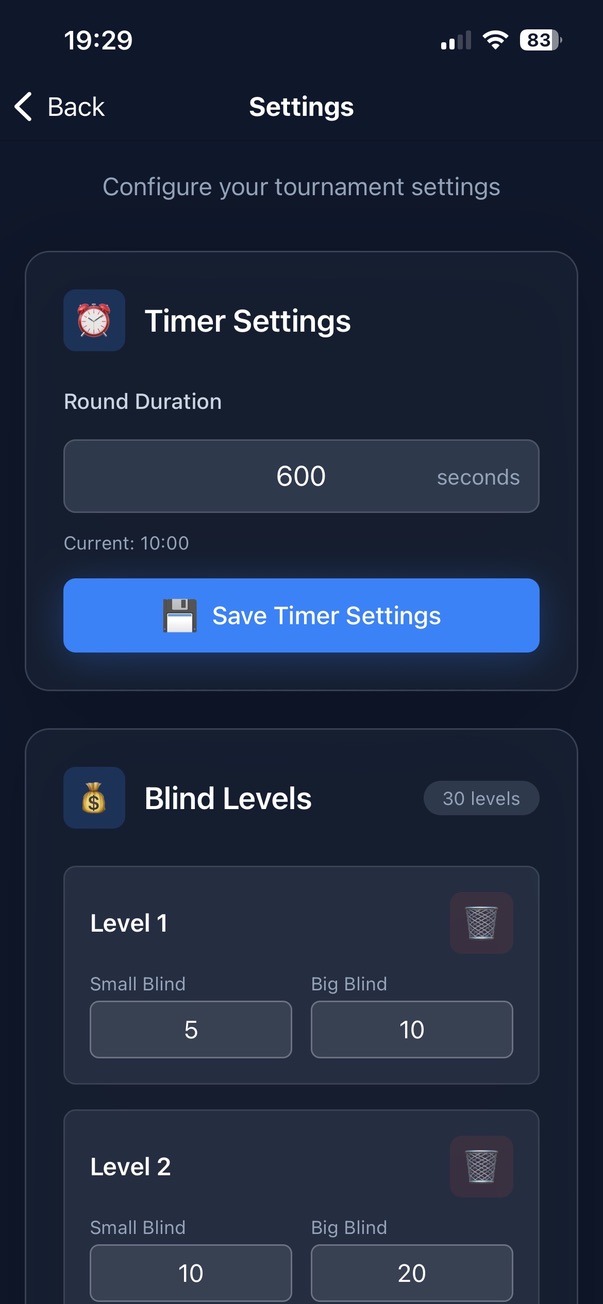 19:29
83
Back
Settings
Configure your tournament settings
Timer Settings
Round Duration
600 seconds
Current: 10:00
Save Timer Settings
$
Blind Levels
30 levels
Level 1
Small Blind Big Blind
5 10
Level 2
Small Blind Big Blind
10 20